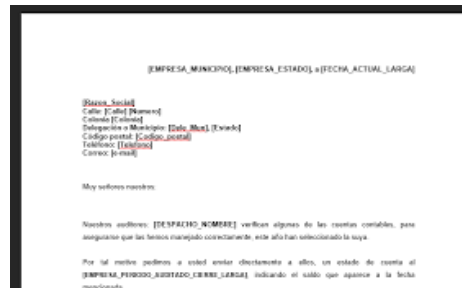 [EMPRESA_MUNICIPIO], [EMPRESA_ESTADO], a [FECHA_ACTUAL_LARGA]
[Razon_Social]
Calle: [Calle] [Numero]
Colonia [Colonia]
Delegación o Municipio: [Dele_Mun], [Estado]
Código postal: [Codigo_postal]
Teléfono: [Telefono]
Correo: [e-mail]
Muy señores nuestros:
Nuestros auditores: [DESPACHO_NOMBRE] verifican algunas de las cuentas contables, para
asegurarse que las hemos manejado correctamente, este año han seleccionado la suya.
Por tal motivo pedimos a usted enviar directamente a ellos, un estado de cuenta al
[EMPRESA_PERIODO_AUDITADO_CIERRE_LARGA], indicando el saldo que aparece a la fecha
mencionada.